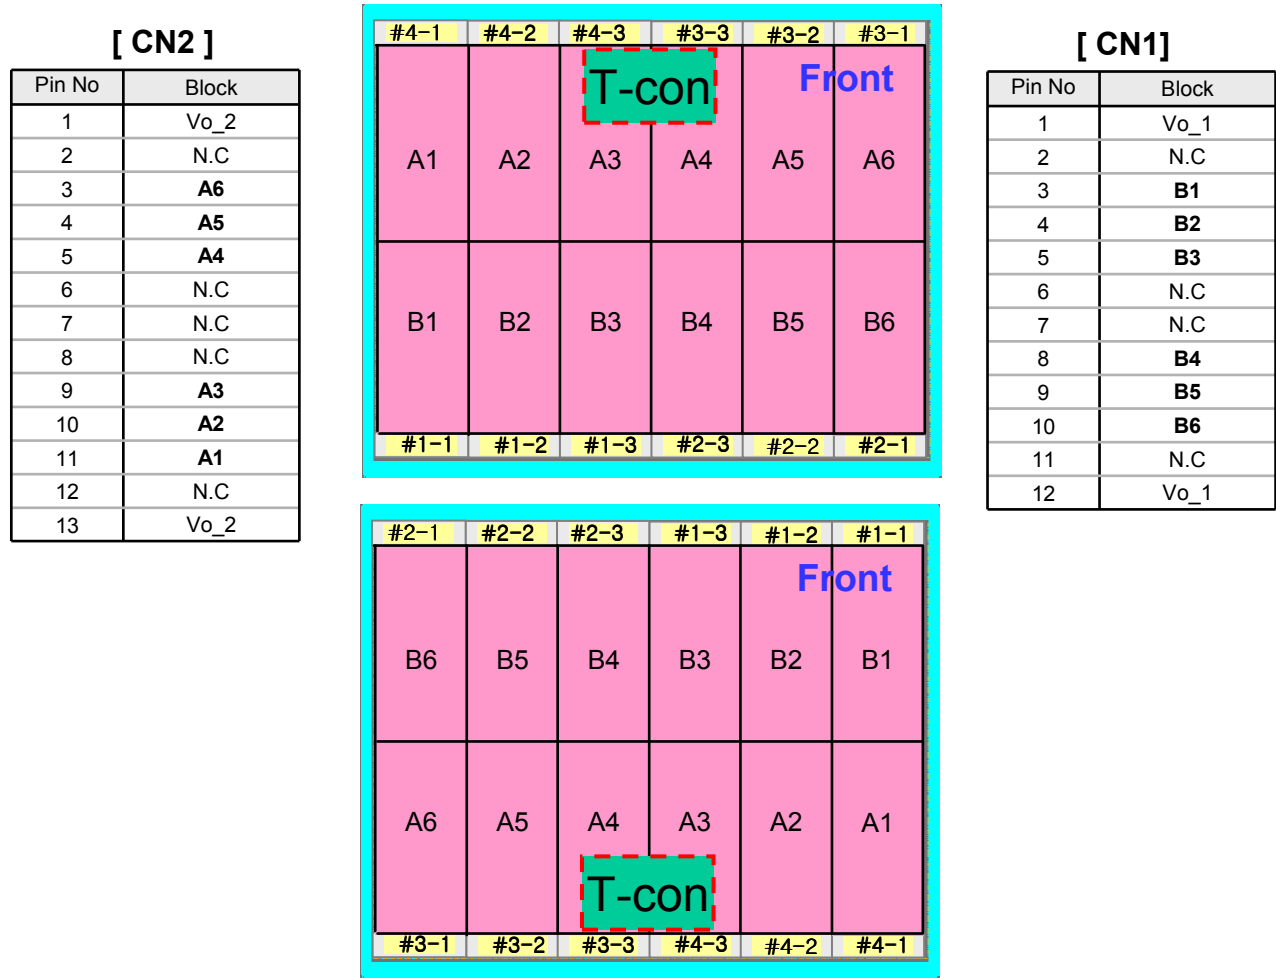 [ CN2 ]
Pin No Block
1 Vo_2
2 N.C
3 A6
4 A5
5 A4
6 N.C
7 N.C
8 N.C
9 A3
10 A2
11 A1
12 N.C
13 Vo_2
#4-1 #4-2 #4-3 #3-3 #3-2 #3-1
T-con Front
A1 A2 A3 A4 A5 A6
B1 B2 B3 B4 B5 B6
#1-1 #1-2 #1-3 #2-3 #2-2 #2-1
[ CN1]
Pin No Block
1 Vo_1
2 N.C
3 B1
4 B2
5 B3
6 N.C
7 N.C
8 B4
9 B5
10 B6
11 N.C
12 Vo_1
#2-1 #2-2 #2-3 #1-3 #1-2 #1-1
Front
B6 B5 B4 B3 B2 B1
A6 A5 A4 A3 A2 A1
T-con
#3-1 #3-2 #3-3 #4-3 #4-2 #4-1